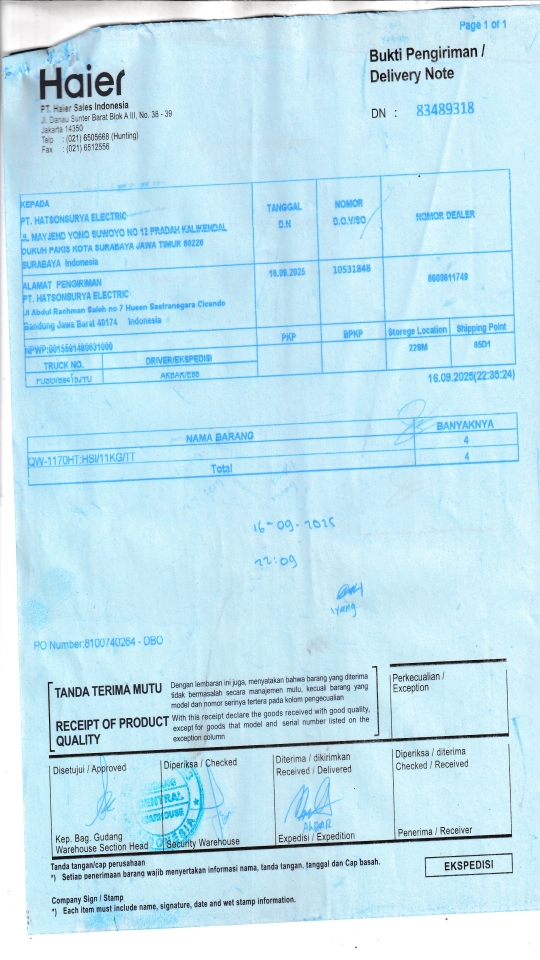 Page 1 of 1
Haier
Bukti Pengiriman /
Delivery Note
PT. Haier Sales Indonesia
Jl. Danau Sunter Barat Blok A III, No. 38 - 39
Jakarta 14350
Telp : (021) 6505668 (Hunting)
Fax : (021) 6512556
DN : 83489318
KEPADA
PT. HATSONSURYA ELECTRIC
JL MAYJEND YONO SUWOYO NO 12 PRADAH KALIKENDAL
DUKUH PAKIS KOTA SURABAYA JAWA TIMUR 60226
SURABAYA Indonesia
TANGGAL
D.N
NOMOR
D.O.Y/SO.
NOMOR DEALER
ALAMAT PENGIRIMAN
PT. HATSONSURYA ELECTRIC
Jl Abdul Rachman Saleh no 7 Husen Sastranegara Cicendo
Bandung Jawa Barat 40174 Indonesia
16.09.2025
10531848
NPWP:
PKP
BPKP
Storege Location
Shipping Point
22SM
TRUCK NO.
DRIVER/EKSPEDISI
AKBAR/EBS
16.09.2025(22:35:24)
NAMA BARANG
BANYAKNYA
QW-1170HT:HSI/11KG/TT
4
Total
4
16-09-2025
22:09
Iyang
PO Number:8100740264 - DBO
TANDA TERIMA MUTU
Dengan lembaran ini juga, menyatakan bahwa barang yang diterima
tidak bermasalah secara manajemen mutu, kecuali barang yang
model dan nomor serinya tertera pada kolom pengecualian
RECEIPT OF PRODUCT
QUALITY
With this receipt declare the goods received with good quality,
except for goods that model and serial number listed on the
exception column
Perkecualian /
Exception
Disetujui / Approved
Diperiksa / Checked
Diterima / dikirimkan
Received / Delivered
Diperiksa / diterima
Checked / Received
CENTRAL
WAREHOUSE
AKBAR
Kep. Bag. Gudang
Warehouse Section Head
Security Warehouse
Expedisi / Expedition
Penerima / Receiver
Tanda tangan/cap perusahaan
*) Setiap penerimaan barang wajib menyertakan informasi nama, tanda tangan, tanggal dan Cap basah.
EKSPEDISI
Company Sign / Stamp
*) Each item must include name, signature, date and wet stamp information.